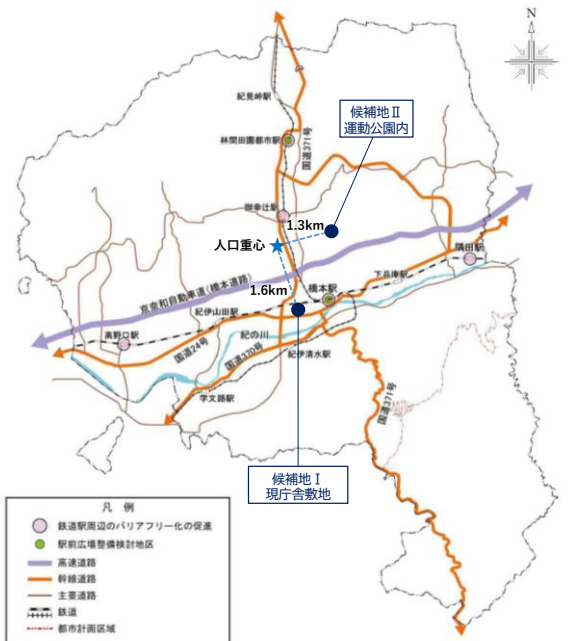 N
紀見峠駅
候補地Ⅱ
運動公園内
林間田園都市駅
国道371号
御幸辻駅
1.3km
人口重心
隅田駅
京奈和自動車道(橋本道路)
1.6km
下兵庫駅
橋本駅
紀伊山田駅
高野口駅
紀の川
国道24号
国道370号
紀伊清水駅
学文路駅
国道371号
候補地Ⅰ
現庁舎敷地
凡 例
鉄道駅周辺のバリアフリー化の促進
駅前広場整備検討地区
高速道路
幹線道路
主要道路
鉄道
都市計画区域